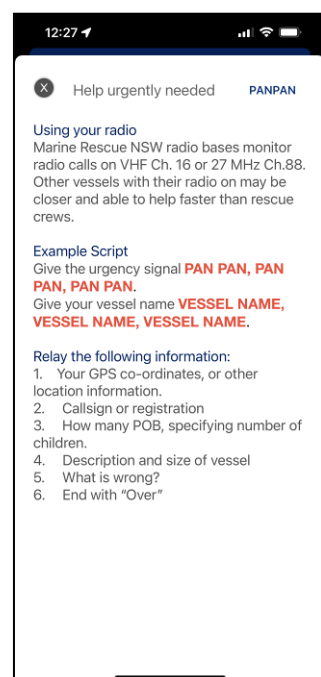 12:27
X Help urgently needed PANPAN
Using your radio
Marine Rescue NSW radio bases monitor
radio calls on VHF Ch. 16 or 27 MHz Ch.88.
Other vessels with their radio on may be
closer and able to help faster than rescue
crews.
Example Script
Give the urgency signal PAN PAN, PAN
PAN, PAN PAN.
Give your vessel name VESSEL NAME,
VESSEL NAME, VESSEL NAME.
Relay the following information:
1. Your GPS co-ordinates, or other
location information.
2. Callsign or registration
3. How many POB, specifying number of
children.
4. Description and size of vessel
5. What is wrong?
6. End with “Over”